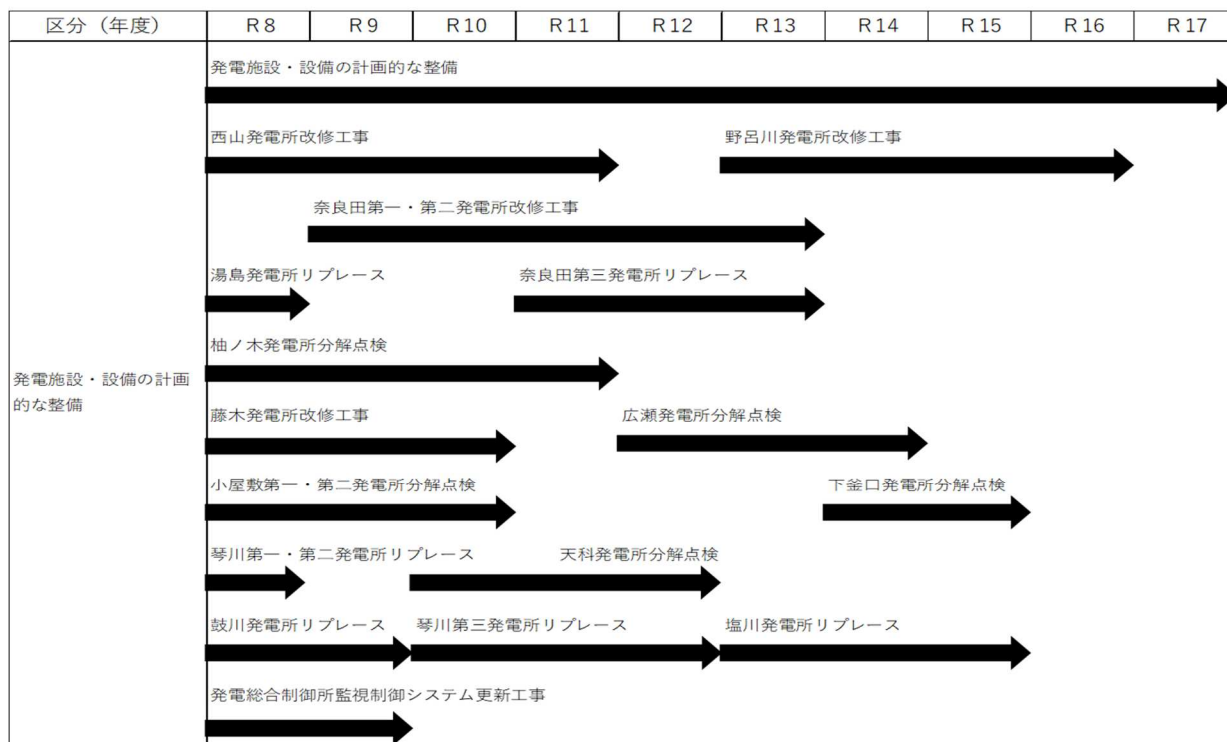 区分（年度） R8 R9 R10 R11 R12 R13 R14 R15 R16 R17
発電施設・設備の計画的な整備
西山発電所改修工事 野呂川発電所改修工事
奈良田第一・第二発電所改修工事
湯島発電所リプレース 奈良田第三発電所リプレース
柚ノ木発電所分解点検
発電施設・設備の計画
的な整備
藤木発電所改修工事 広瀬発電所分解点検
小屋敷第一・第二発電所分解点検 下釜口発電所分解点検
琴川第一・第二発電所リプレース 天科発電所分解点検
鼓川発電所リプレース 琴川第三発電所リプレース 塩川発電所リプレース
発電総合制御所監視制御システム更新工事